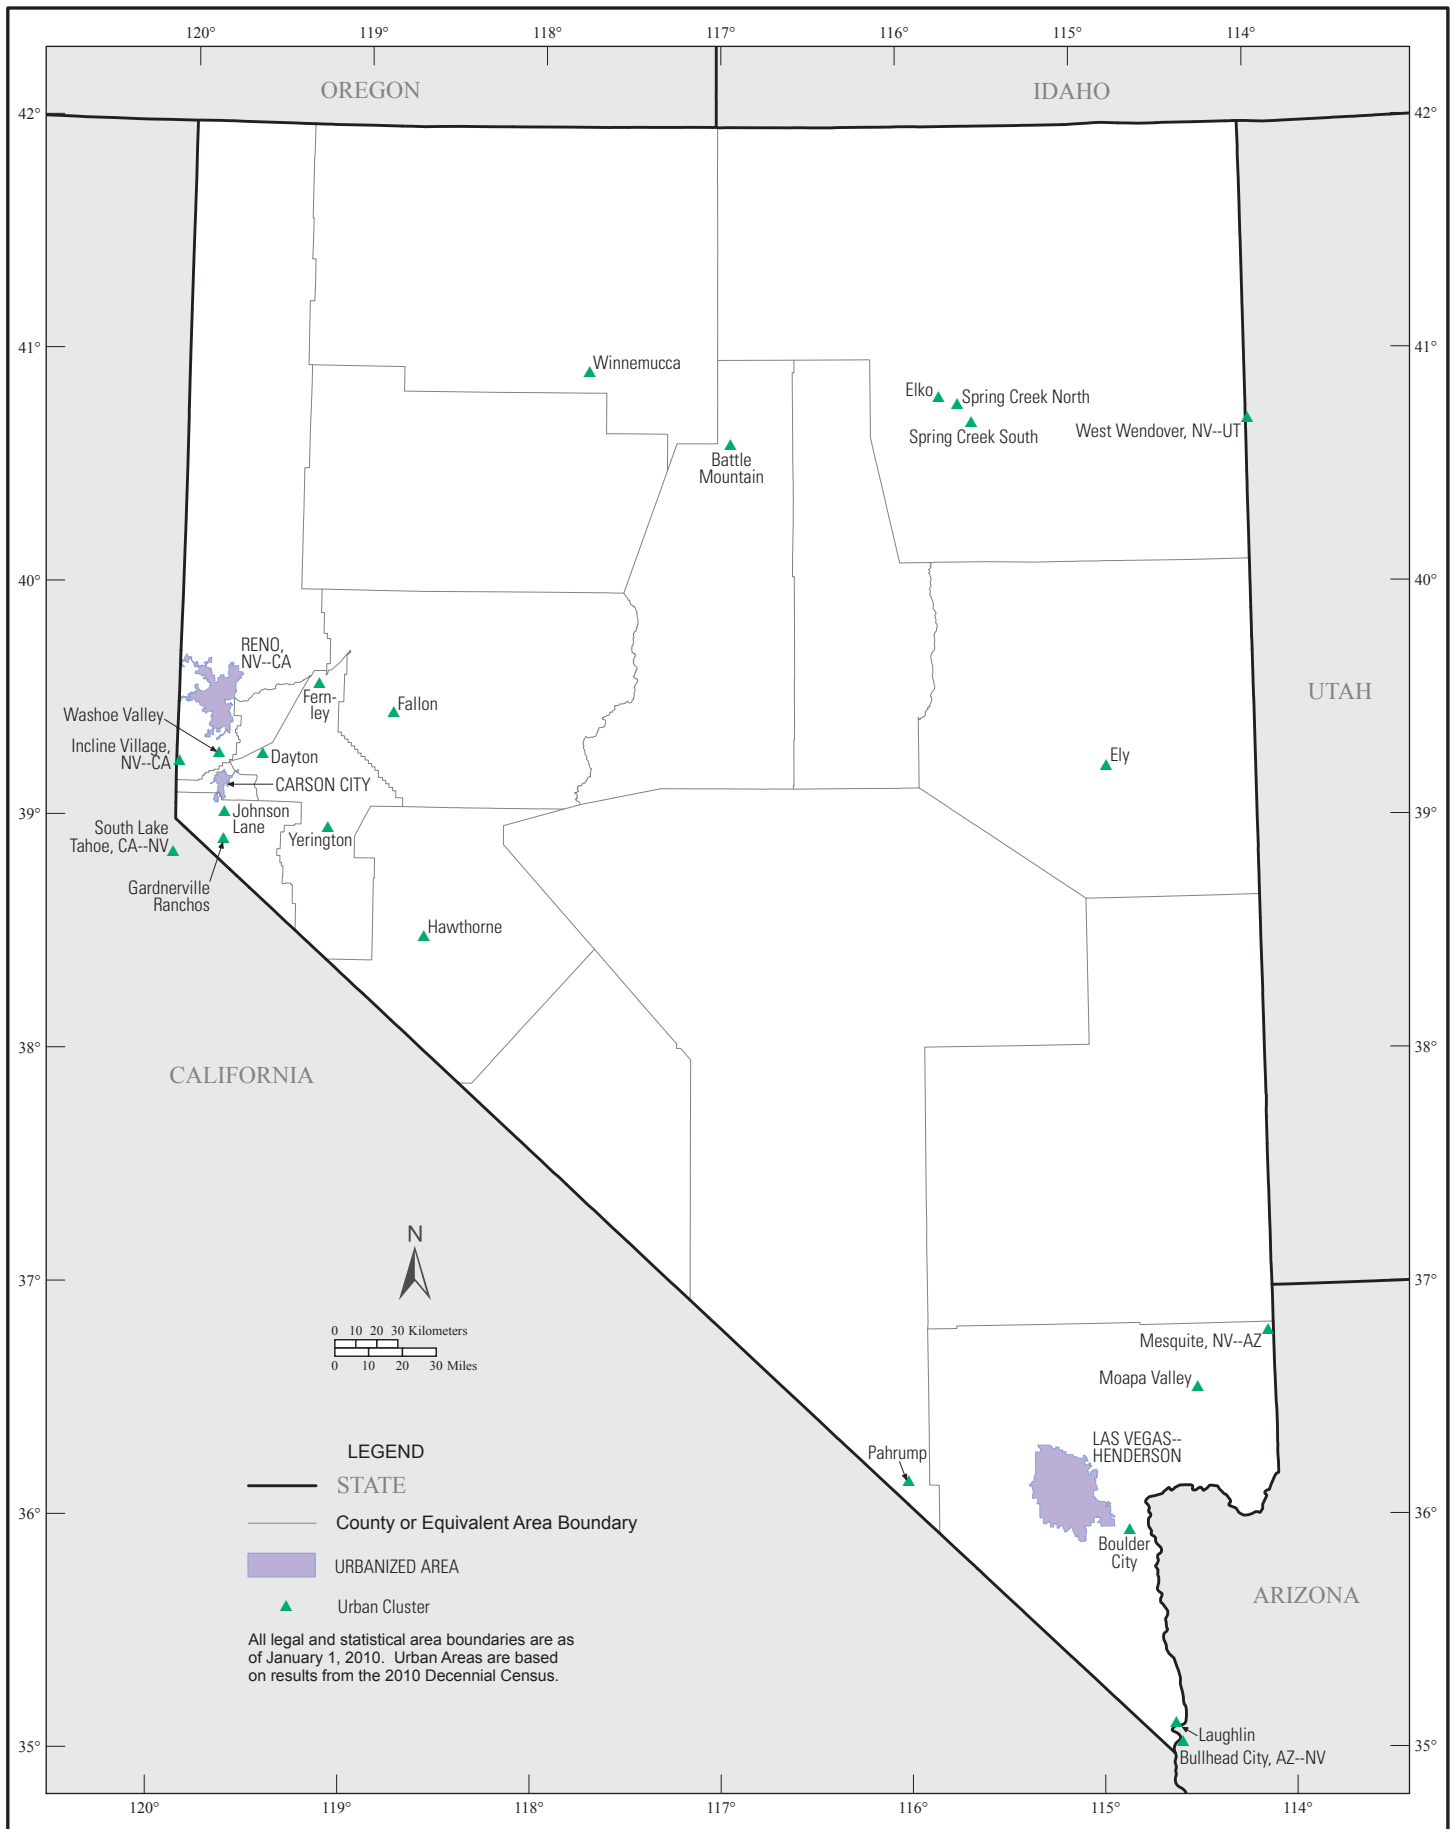 120° 119° 118° 117° 116° 115° 114°
OREGON IDAHO
42° 42°
41° 41°
Winnemucca
Elko Spring Creek North
Spring Creek South
West Wendover, NV--UT
Battle
Mountain
40° 40°
RENO,
NV--CA
UTAH
Fern-
ley
Fallon
Washoe Valley
Incline Village,
NV--CA
Dayton
Ely
CARSON CITY
39° 39°
Johnson
Lane
South Lake
Tahoe, CA--NV
Yerington
Gardnerville
Ranchos
Hawthorne
38° 38°
CALIFORNIA
N
37° 37°
0 10 20 30 Kilometers
0 10 20 30 Miles
Mesquite, NV--AZ
Moapa Valley
LAS VEGAS--
HENDERSON
Pahrump
LEGEND
STATE
36° 36°
County or Equivalent Area Boundary
Boulder
City
URBANIZED AREA
ARIZONA
Urban Cluster
All legal and statistical area boundaries are as
of January 1, 2010. Urban Areas are based
on results from the 2010 Decennial Census.
Laughlin
35° 35°
Bullhead City, AZ--NV
120° 119° 118° 117° 116° 115° 114°